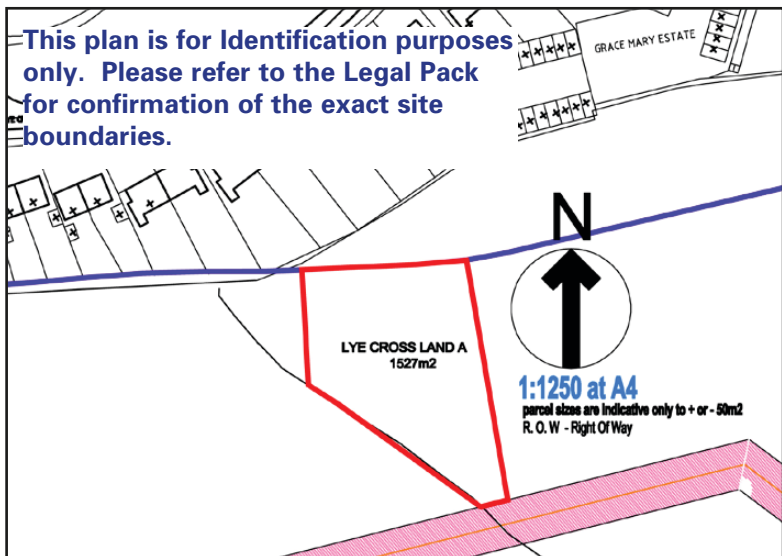 This plan is for Identification purposes
only. Please refer to the Legal Pack
for confirmation of the exact site
boundaries.
GRACE MARY ESTATE
N
LYE CROSS LAND A
1527m2
1:1250 at A4
parcel sizes are indicative only to + or - 50m2
R. O. W - Right Of Way